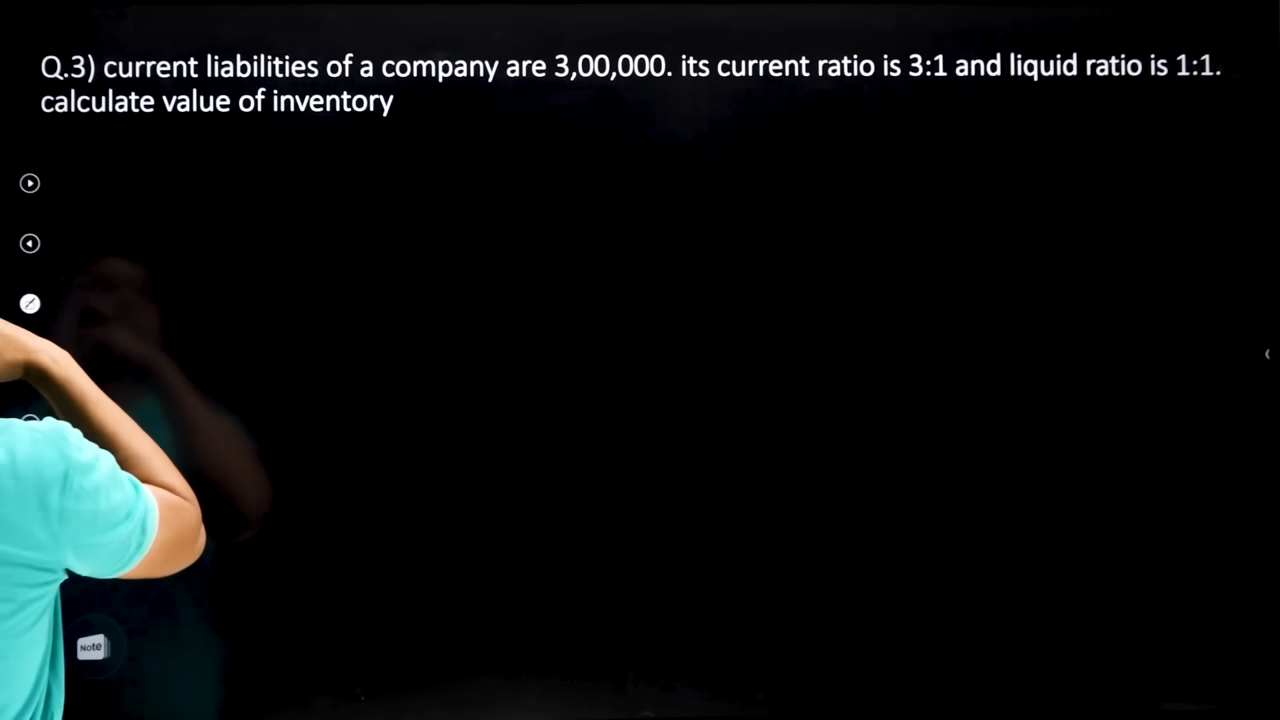 Q.3) current liabilities of a company are 3,00,000. its current ratio is 3:1 and liquid ratio is 1:1.
calculate value of inventory
Note